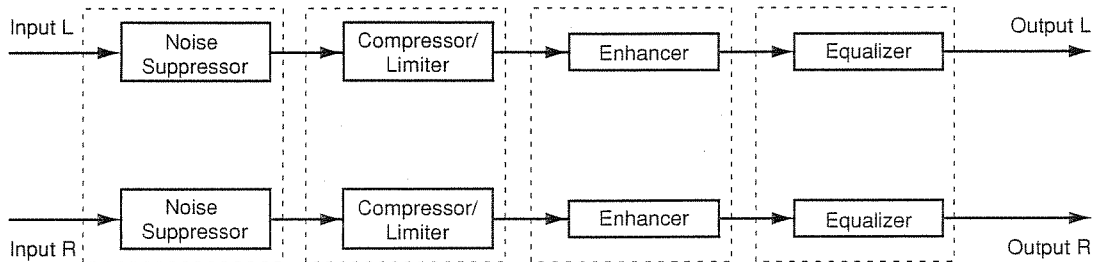 Input L
Noise
Suppressor
Compressor/
Limiter
Enhancer
Equalizer
Output L
Input R
Noise
Suppressor
Compressor/
Limiter
Enhancer
Equalizer
Output R